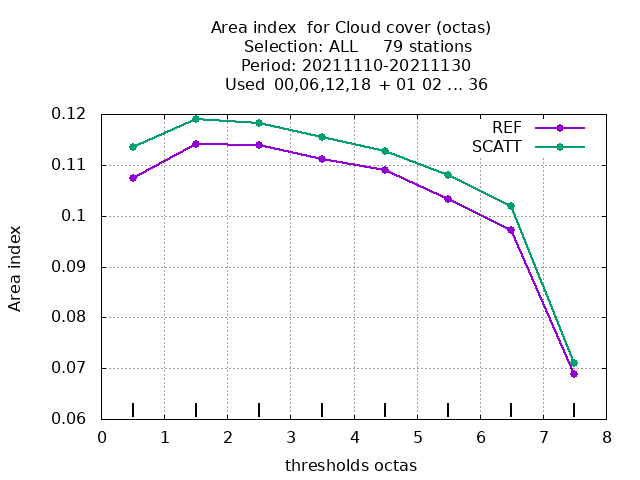 Area index  for Cloud cover (octas)
Selection: ALL     79 stations
Period: 20211110-20211130
Used  00,06,12,18  + 01 02 ... 36
REF
SCATT
0.12
0.11
0.1
0.09
0.08
0.07
0.06
Area index
0 1 2 3 4 5 6 7 8
thresholds octas